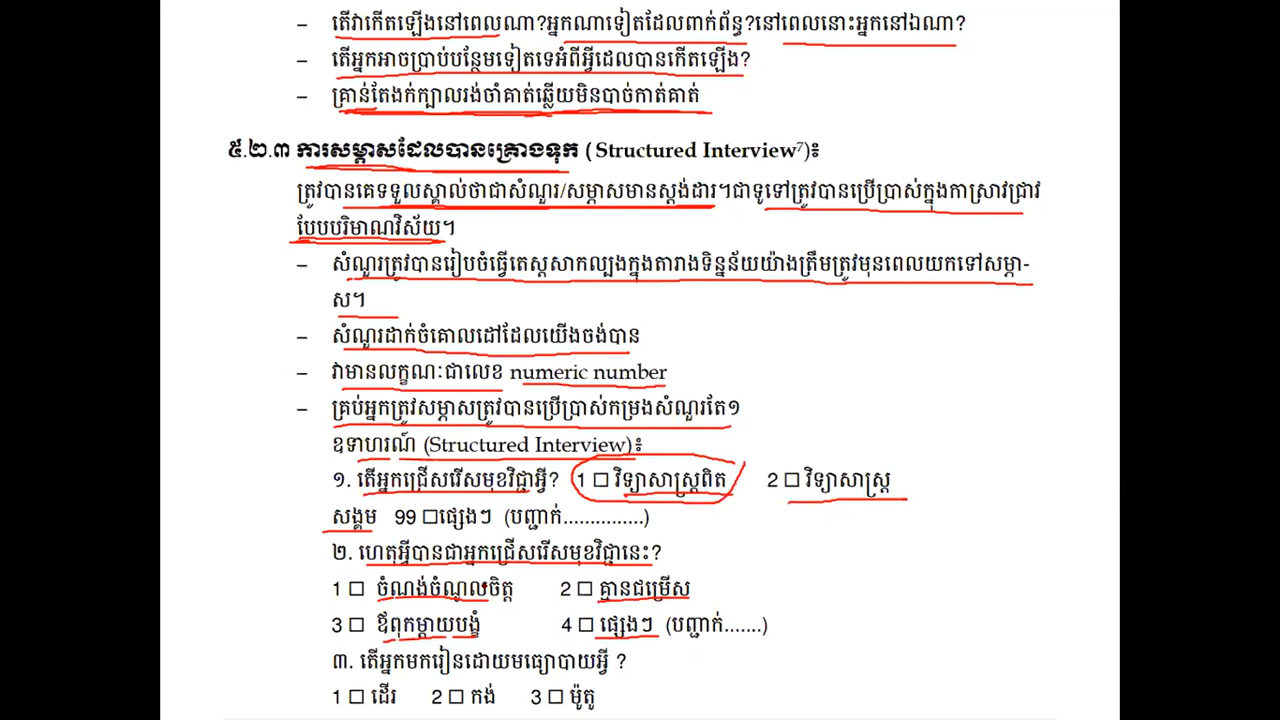 – តើវាកើតឡើងនៅពេលណា?អ្នកណាទៀតដែលពាក់ព័ន្ធ?នៅពេលនោះអ្នកនៅឯណា?
– តើអ្នកអាចប្រាប់បន្ថែមទៀតទេអំពីអ្វីដែលបានកើតឡើង?
– គ្រាន់តែងក់ក្បាលរង់ចាំគាត់ឆ្លើយមិនបាច់កាត់គាត់
៥.២.៣ ការសម្ភាសដែលបានគ្រោងទុក ( Structured Interview⁷)៖
ត្រូវបានគេទទួលស្គាល់ថាជាសំណួរ/សម្ភាសមានស្តង់ដារ។ជាទូទៅត្រូវបានប្រើប្រាស់ក្នុងការស្រាវជ្រាវ
បែបបរិមាណវិស័យ។
– សំណួរត្រូវបានរៀបចំធ្វើតេស្តសាកល្បងក្នុងតារាងទិន្នន័យយ៉ាងត្រឹមត្រូវមុនពេលយកទៅសម្ភា-
ស។
– សំណួរដាក់ចំគោលដៅដែលយើងចង់បាន
– វាមានលក្ខណៈជាលេខ numeric number
– គ្រប់អ្នកត្រូវសម្ភាសត្រូវបានប្រើប្រាស់កម្រងសំណួរតែ១
ឧទាហរណ៍ (Structured Interview)៖
១. តើអ្នកជ្រើសរើសមុខវិជ្ជាអ្វី? 1 □ វិទ្យាសាស្ត្រពិត 2 □ វិទ្យាសាស្ត្រ
សង្គម 99 □ផ្សេងៗ (បញ្ជាក់...............)
២. ហេតុអ្វីបានជាអ្នកជ្រើសរើសមុខវិជ្ជានេះ?
1 □ ចំណង់ចំណូលចិត្ត 2 □ គ្មានជម្រើស
3 □ ឪពុកម្តាយបង្ខំ 4 □ ផ្សេងៗ (បញ្ជាក់.......)
៣. តើអ្នកមករៀនដោយមធ្យោបាយអ្វី ?
1 □ ដើរ 2 □ កង់ 3 □ ម៉ូតូ